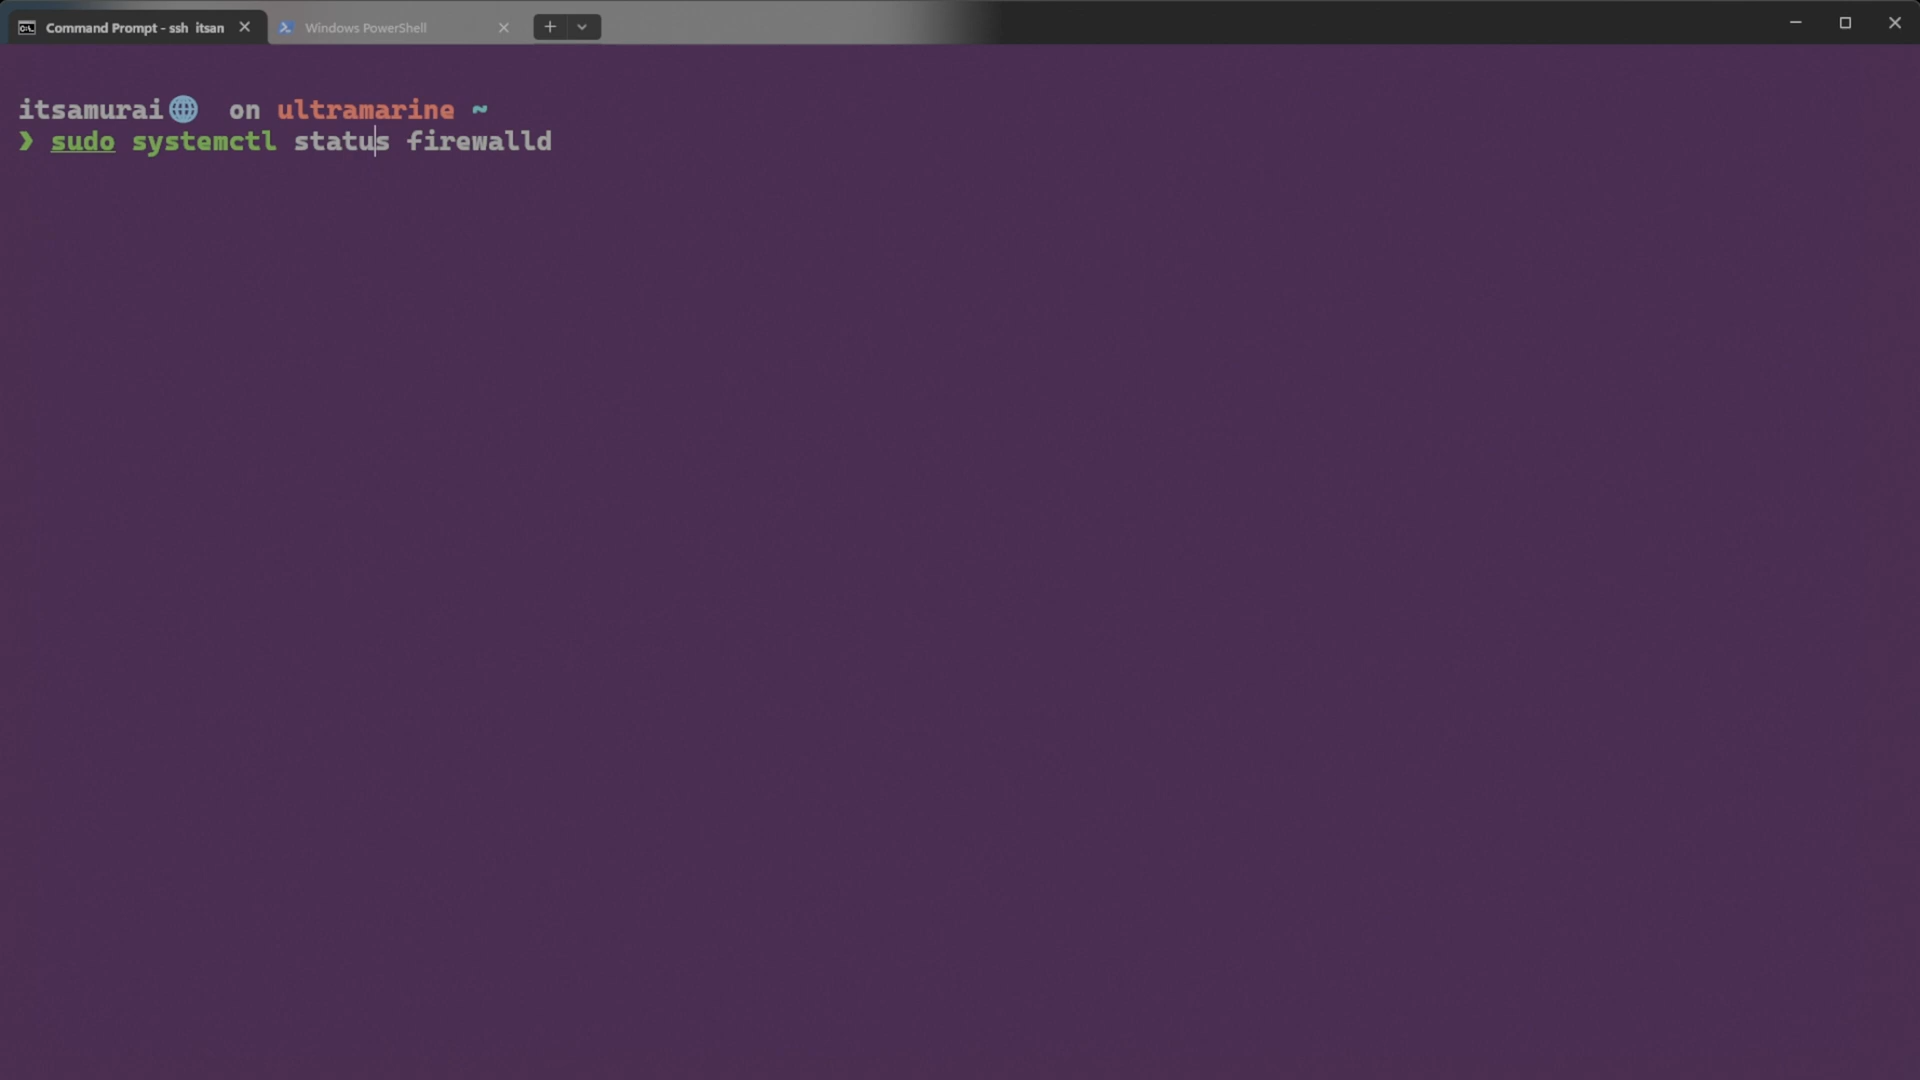 Command Prompt - ssh itsan
Windows PowerShell
itsamurai on ultramarine ~
❯ sudo systemctl status firewalld